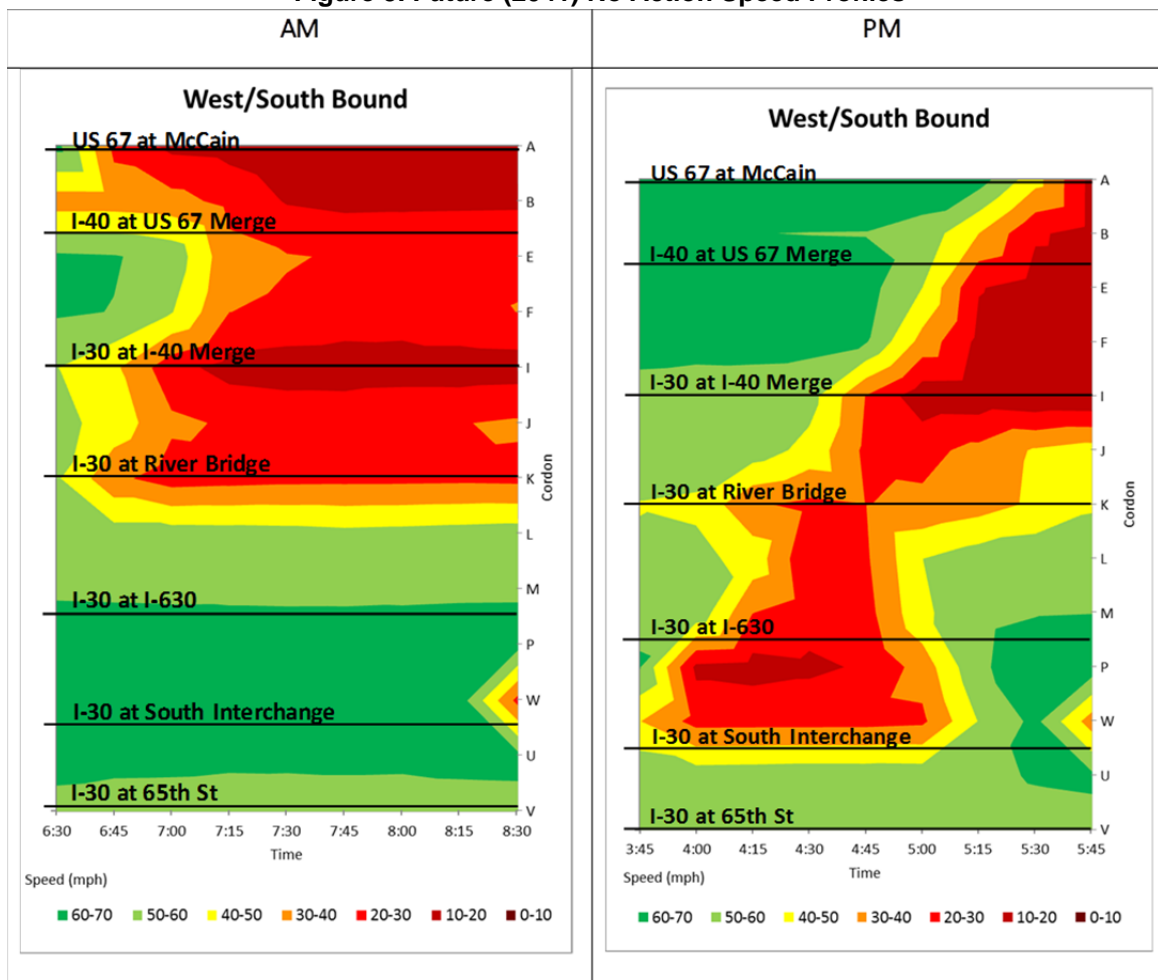 AM
PM
West/South Bound
US 67 at McCain
I-40 at US 67 Merge
I-30 at I-40 Merge
I-30 at River Bridge
I-30 at I-630
I-30 at South Interchange
I-30 at 65th St
A
B
E
F
I
J
K
L
M
P
W
U
V
Cordon
6:30 6:45 7:00 7:15 7:30 7:45 8:00 8:15 8:30
Time
Speed (mph)
60-70 50-60 40-50 30-40 20-30 10-20 0-10
West/South Bound
US 67 at McCain
I-40 at US 67 Merge
I-30 at I-40 Merge
I-30 at River Bridge
I-30 at I-630
I-30 at South Interchange
I-30 at 65th St
A
B
E
F
I
J
K
L
M
P
W
U
V
Cordon
3:45 4:00 4:15 4:30 4:45 5:00 5:15 5:30 5:45
Time
Speed (mph)
60-70 50-60 40-50 30-40 20-30 10-20 0-10